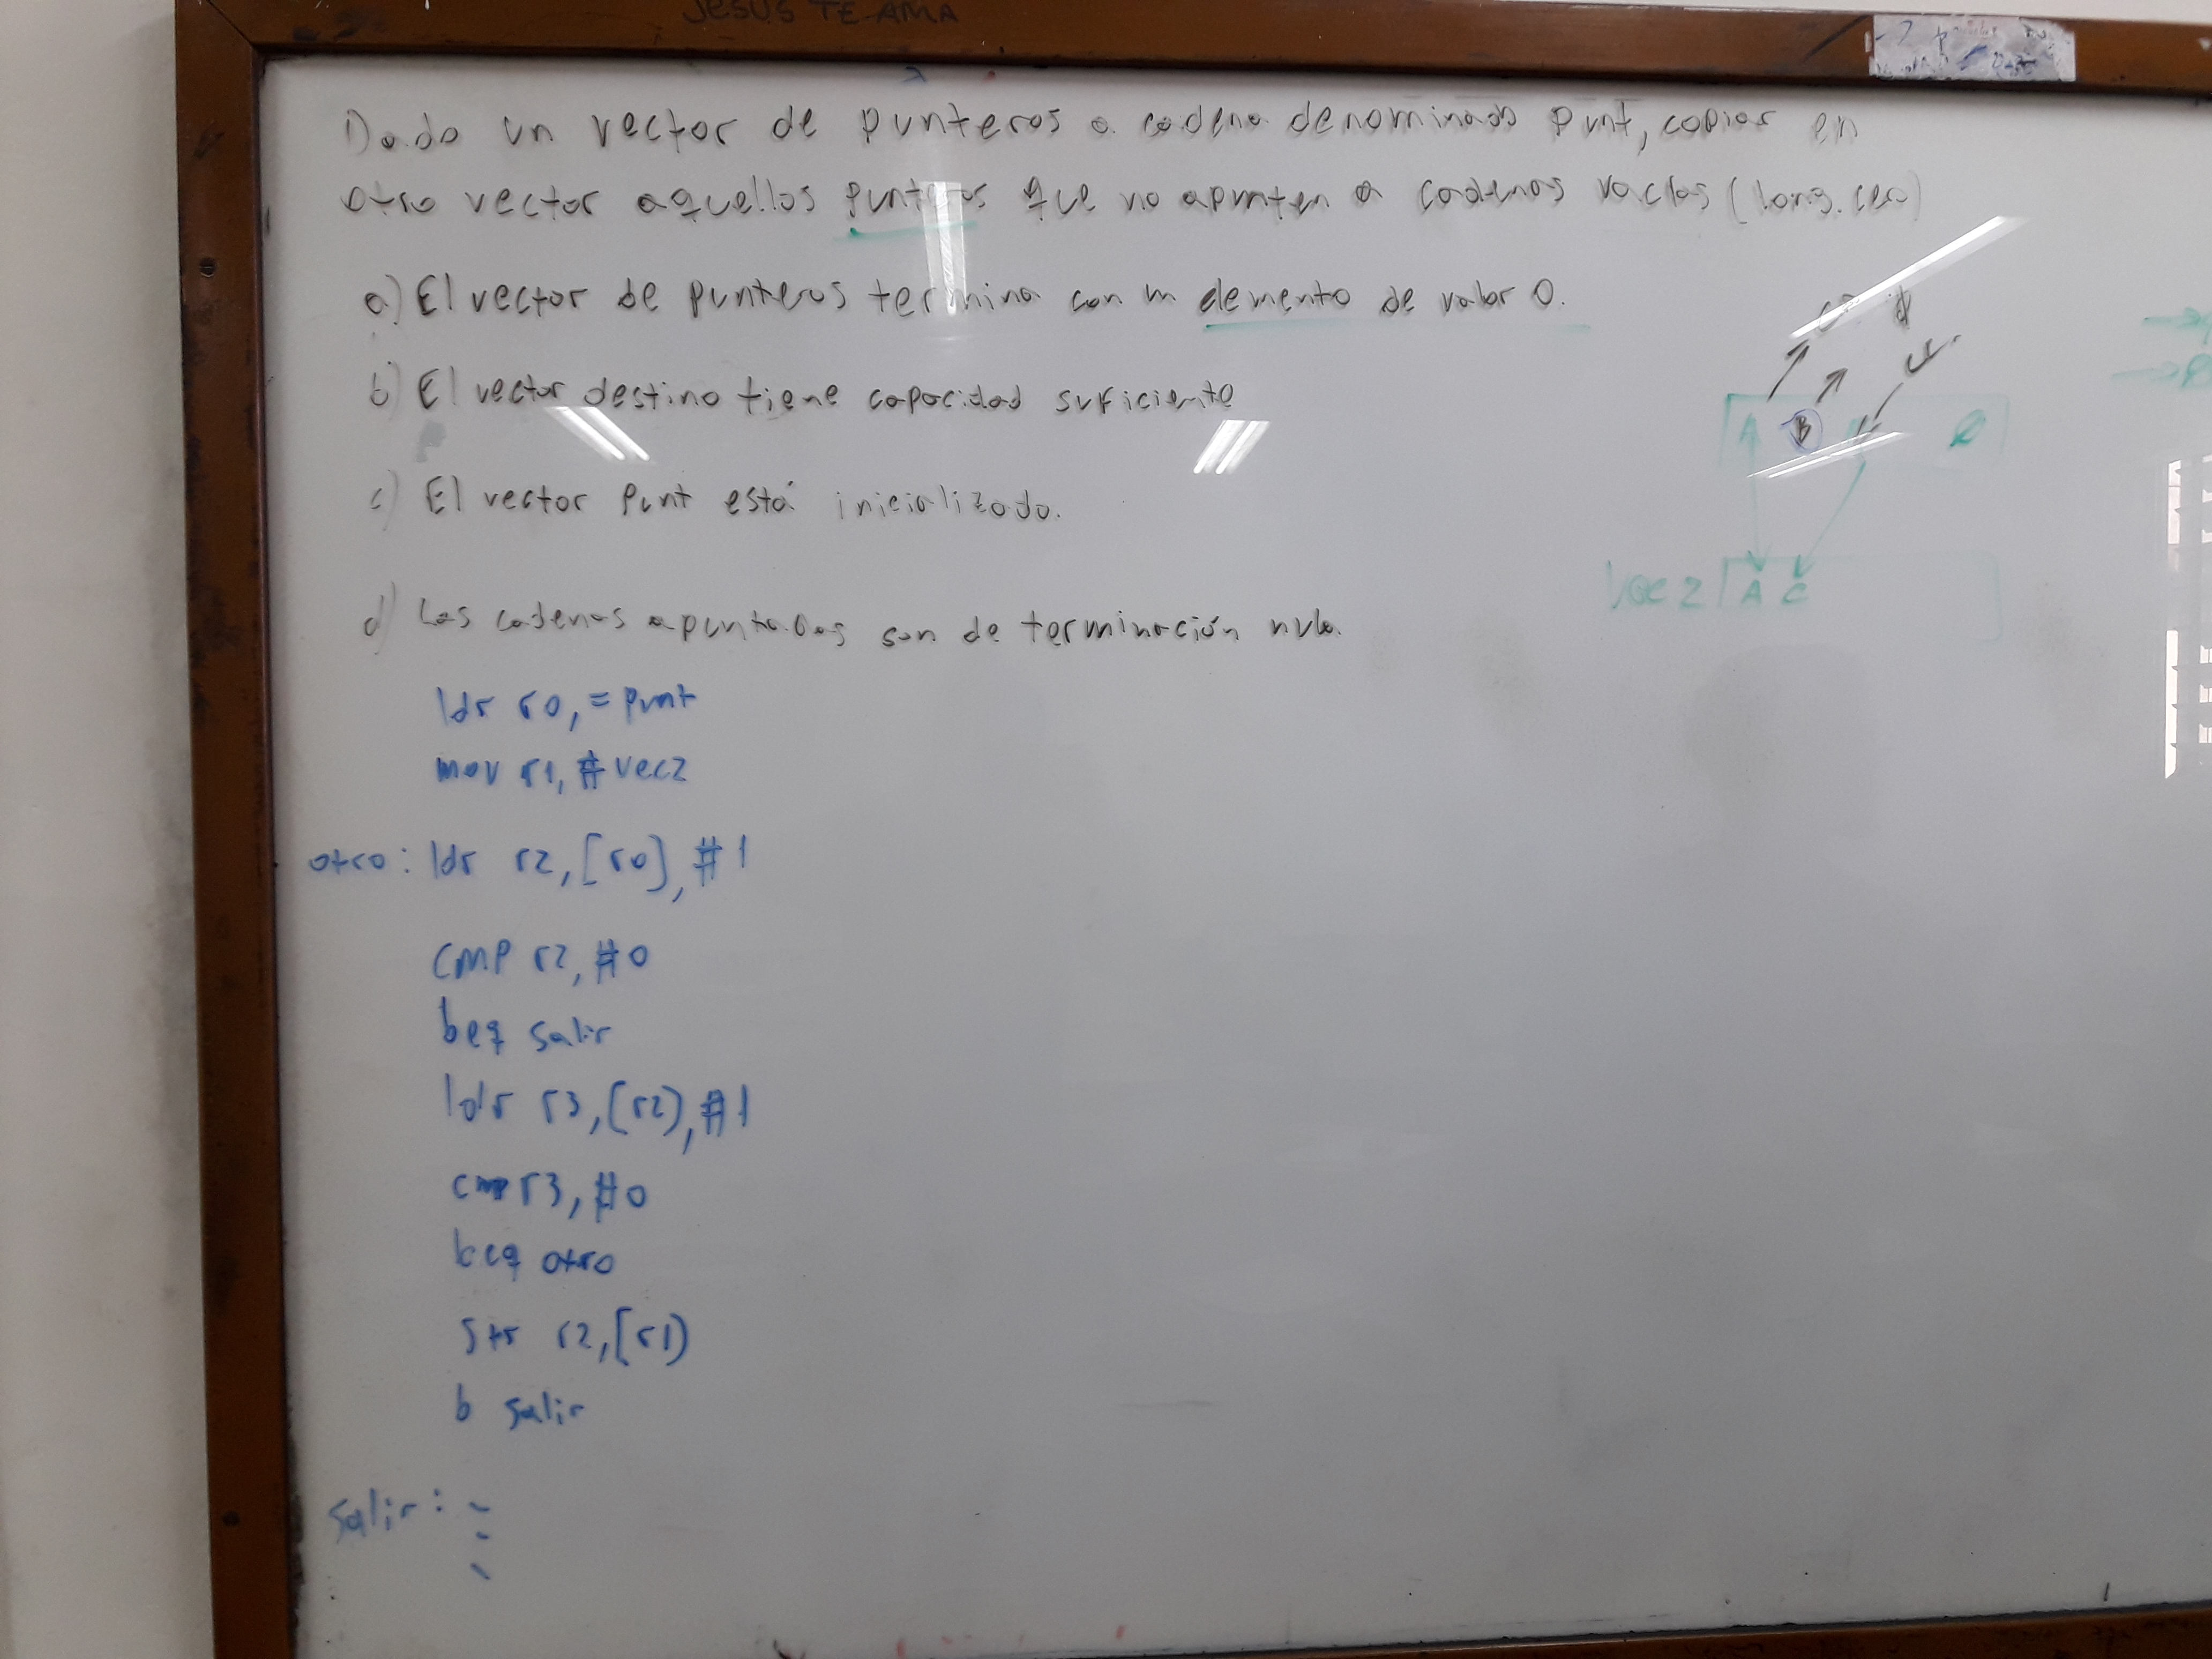 JESUS TE AMA
Dado un vector de punteros a cadena denominado punt, copiar en
otro vector aquellos punteros que no apunten a cadenas vacías (long. cero)
a) El vector de punteros termina con un elemento de valor 0.
b) El vector destino tiene capacidad suficiente
c) El vector punt está inicializado.
d) Las cadenas apuntadas son de terminación nula.
A B
Vec 2 A C
ldr r0, =punt
mov r1, #vec2
otro: ldr r2, [r0], #1
cmp r2, #0
beq salir
ldr r3, [r2], #1
cmp r3, #0
beq otro
str r2, [r1]
b salir
salir: